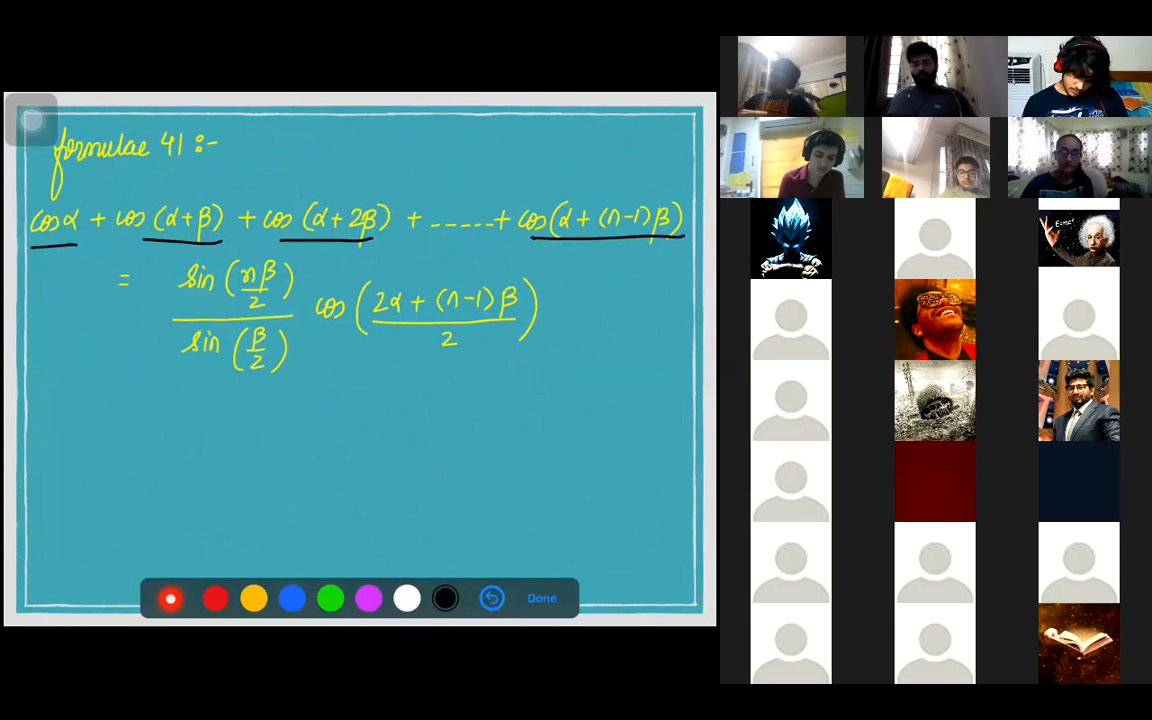 formulae 41 :-
cos α + cos (α+β) + cos (α + 2β) + -----+ cos(α + (n-1)β)
= sin (nβ/2) / sin (β/2) cos (2α + (n-1)β / 2)
Done